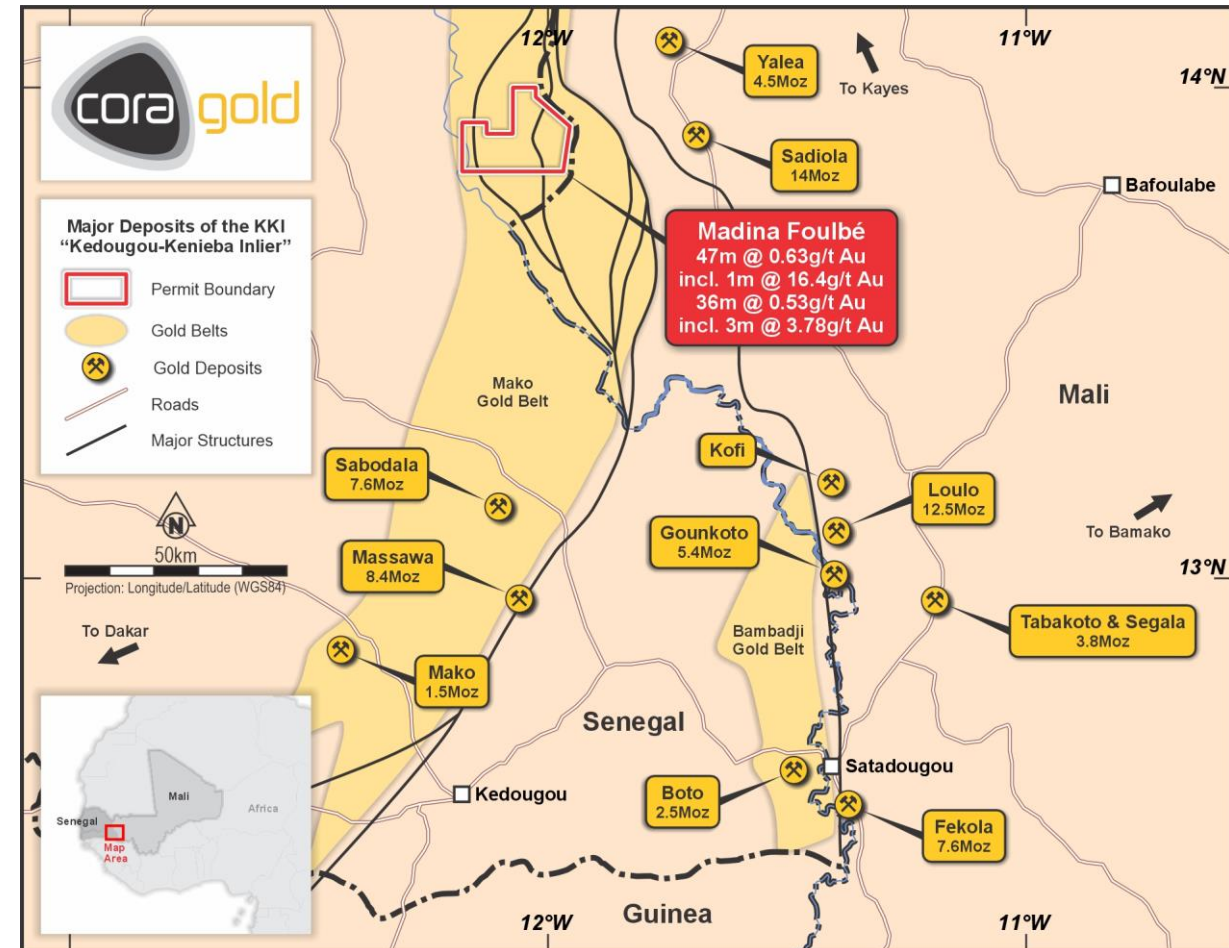 cora gold
Major Deposits of the KKI
“Kedougou-Kenieba Inlier”
Permit Boundary
Gold Belts
Gold Deposits
Roads
Major Structures
N
50km
Projection: Longitude/Latitude (WGS84)
To Dakar
Senegal
Mali
Africa
Map
Area
12°W
11°W
14°N
Yalea
4.5Moz
To Kayes
Sadiola
14Moz
Bafoulabe
Madina Foulbé
47m @ 0.63g/t Au
incl. 1m @ 16.4g/t Au
36m @ 0.53g/t Au
incl. 3m @ 3.78g/t Au
Mako
Gold Belt
Mali
Kofi
Sabodala
7.6Moz
Loulo
12.5Moz
To Bamako
Gounkoto
5.4Moz
Massawa
8.4Moz
13°N
Tabakoto & Segala
3.8Moz
Bambadji
Gold Belt
Mako
1.5Moz
Senegal
Satadougou
Kedougou
Boto
2.5Moz
Fekola
7.6Moz
Guinea
12°W
11°W